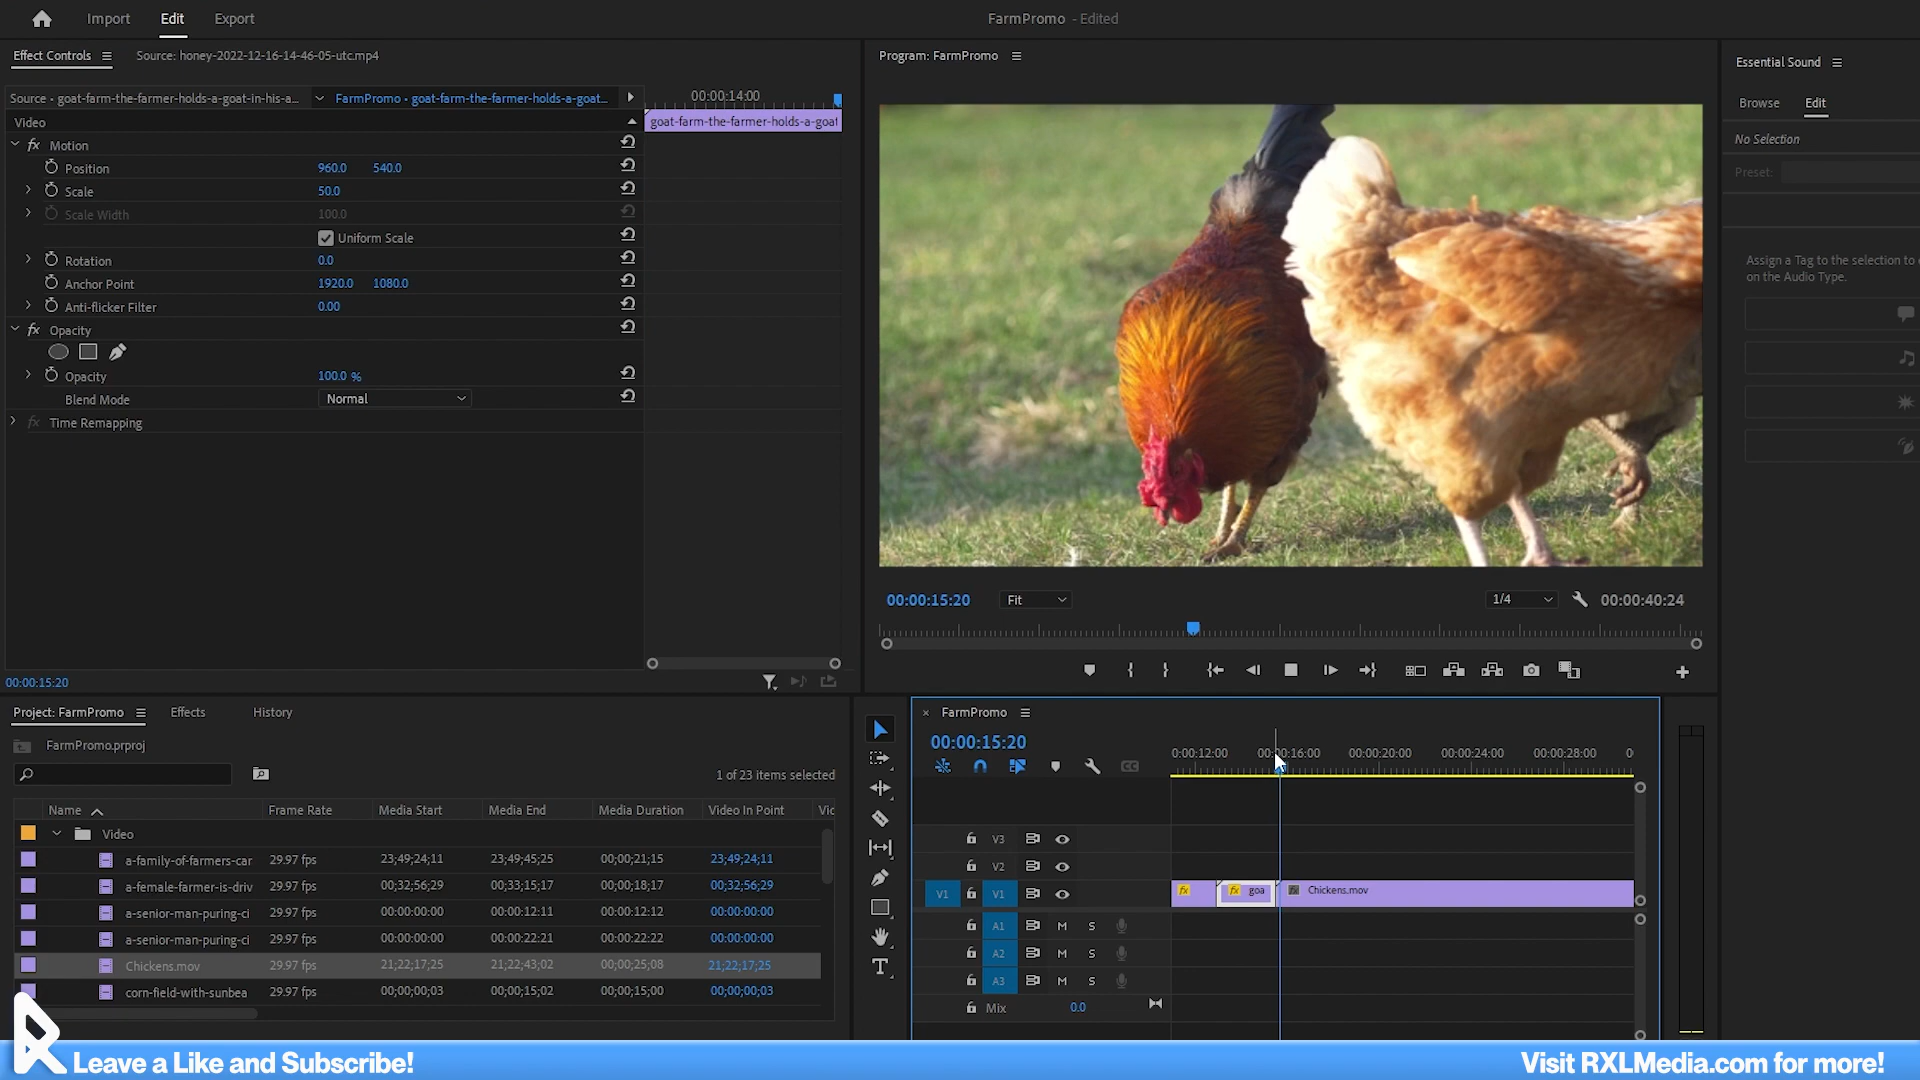 Import Edit Export FarmPromo - Edited
Effect Controls Source: honey-2022-12-16-14-46-05-utc.mp4
Program: FarmPromo
Essential Sound
Source • goat-farm-the-farmer-holds-a-goat-in-his-a... FarmPromo • goat-farm-the-farmer-holds-a-goat...
00:00:14:00
goat-farm-the-farmer-holds-a-goat
Video
fx Motion
Position 960.0 540.0
Scale 50.0
Scale Width 100.0
Uniform Scale
Rotation 0.0
Anchor Point 1920.0 1080.0
Anti-flicker Filter 0.00
fx Opacity
Opacity 100.0 %
Blend Mode Normal
fx Time Remapping
00:00:15:20
Browse Edit
No Selection
Preset:
Assign a Tag to the selection to
on the Audio Type.
00:00:15:20 Fit 1/4 00:00:40:24
Project: FarmPromo Effects History
FarmPromo.prproj
1 of 23 items selected
Name Frame Rate Media Start Media End Media Duration Video In Point Vic
Video
a-family-of-farmers-car 29.97 fps 23;49;24;11 23;49;45;25 00;00;21;15 23;49;24;11
a-female-farmer-is-driv 29.97 fps 00;32;56;29 00;33;15;17 00;00;18;17 00;32;56;29
a-senior-man-puring-ci 29.97 fps 00:00:00:00 00:00:12:11 00:00:12:12 00:00:00:00
a-senior-man-puring-ci 29.97 fps 00:00:00:00 00:00:22:21 00:00:22:22 00:00:00:00
Chickens.mov 29.97 fps 21;22;17;25 21;22;43;02 00;00;25;08 21;22;17;25
corn-field-with-sunbea 29.97 fps 00;00;00;03 00;00;15;02 00;00;15;00 00;00;00;03
× FarmPromo
00:00:15:20
0:00:12:00 00:00:16:00 00:00:20:00 00:00:24:00 00:00:28:00 0
CC
V3
V2
V1 V1 fx fx goa fx Chickens.mov
A1 M S
A2 M S
A3 M S
Mix 0.0
T
Leave a Like and Subscribe!
Visit RXLMedia.com for more!